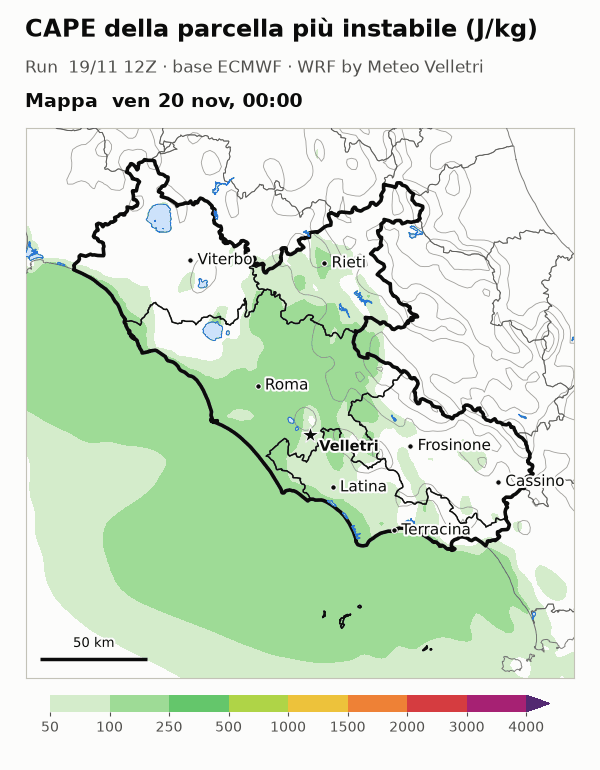 CAPE della parcella più instabile (J/kg)
Run  19/11 12Z · base ECMWF · WRF by Meteo Velletri
Mappa  ven 20 nov, 00:00
Viterbo
Rieti
Roma
Velletri
Frosinone
Cassino
Latina
Terracina
50 km
50 100 250 500 1000 1500 2000 3000 4000